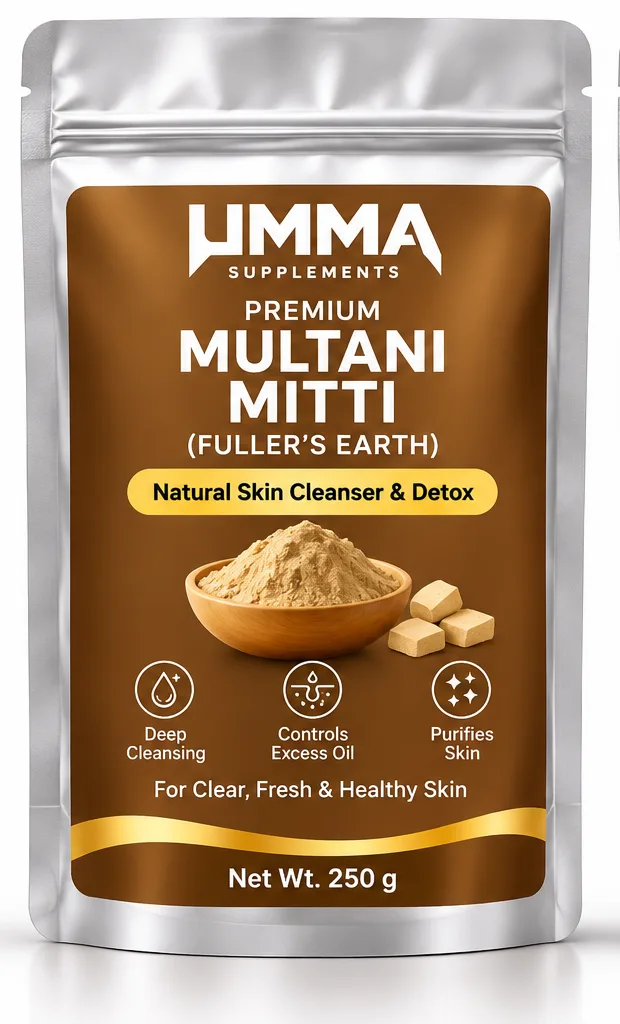 UMMA
SUPPLEMENTS
PREMIUM
MULTANI
MITTI
(FULLER'S EARTH)
Natural Skin Cleanser & Detox
Deep
Cleansing
Controls
Excess Oil
Purifies
Skin
For Clear, Fresh & Healthy Skin
Net Wt. 250 g